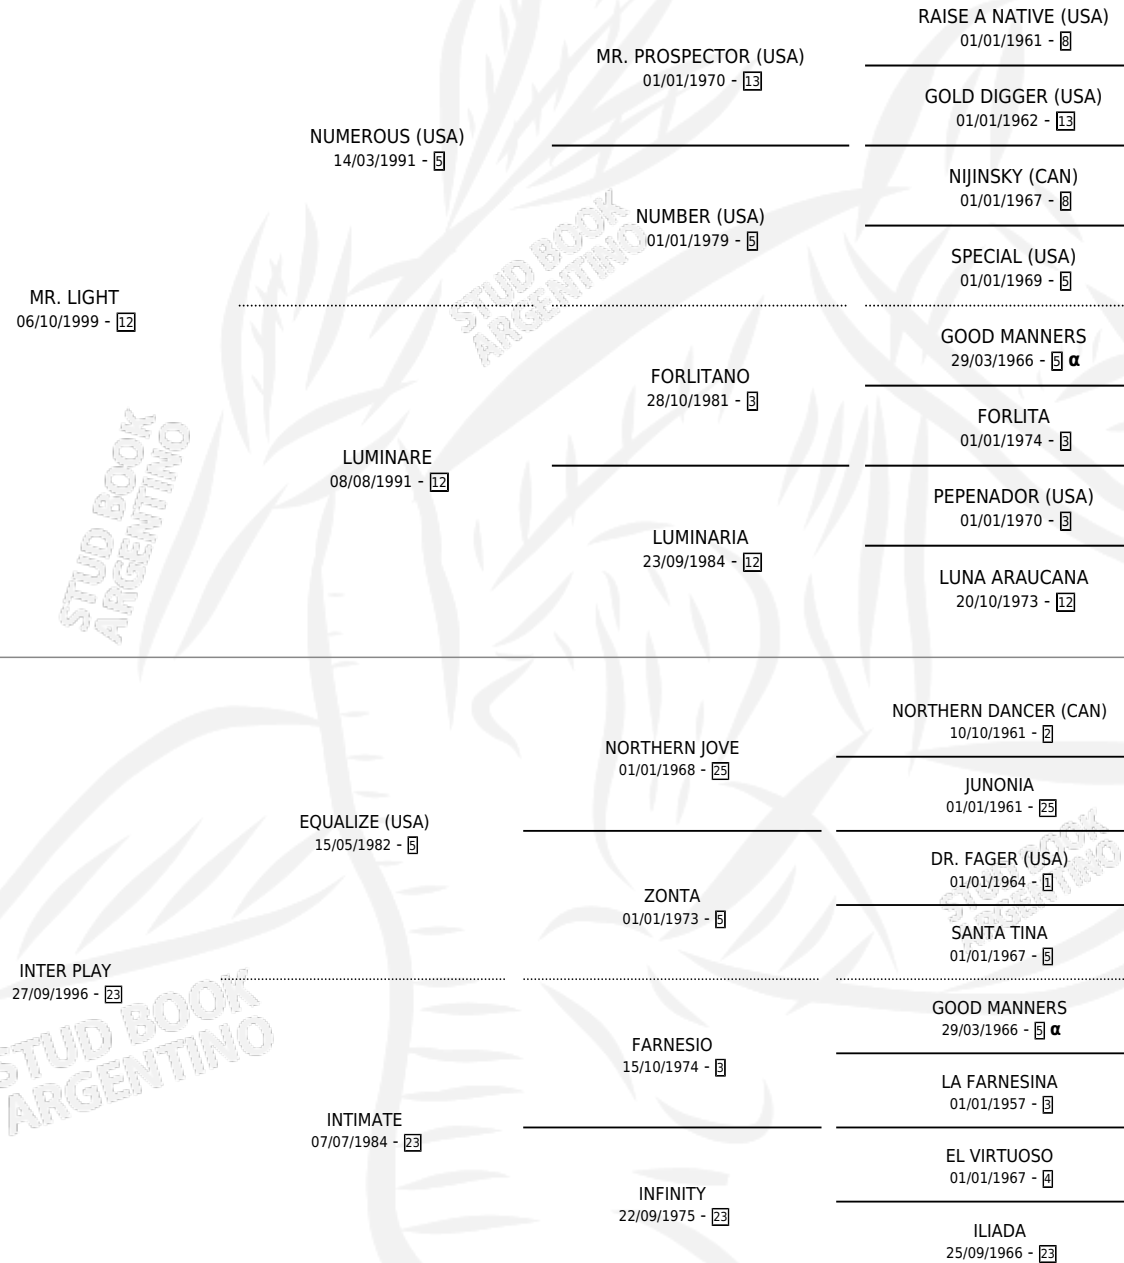 RAISE A NATIVE (USA)
01/01/1961 - 8
MR. PROSPECTOR (USA)
01/01/1970 - 13
GOLD DIGGER (USA)
01/01/1962 - 13
NUMEROUS (USA)
14/03/1991 - 5
NIJINSKY (CAN)
01/01/1967 - 8
NUMBER (USA)
01/01/1979 - 5
SPECIAL (USA)
01/01/1969 - 5
MR. LIGHT
06/10/1999 - 12
GOOD MANNERS
29/03/1966 - 5 α
FORLITANO
28/10/1981 - 3
FORLITA
01/01/1974 - 3
LUMINARE
08/08/1991 - 12
PEPENADOR (USA)
01/01/1970 - 3
LUMINARIA
23/09/1984 - 12
LUNA ARAUCANA
20/10/1973 - 12
NORTHERN DANCER (CAN)
10/10/1961 - 2
NORTHERN JOVE
01/01/1968 - 25
JUNONIA
01/01/1961 - 25
EQUALIZE (USA)
15/05/1982 - 5
DR. FAGER (USA)
01/01/1964 - 1
ZONTA
01/01/1973 - 5
SANTA TINA
01/01/1967 - 5
INTER PLAY
27/09/1996 - 23
GOOD MANNERS
29/03/1966 - 5 α
FARNESIO
15/10/1974 - 3
LA FARNESINA
01/01/1957 - 3
INTIMATE
07/07/1984 - 23
EL VIRTUOSO
01/01/1967 - 4
INFINITY
22/09/1975 - 23
ILIADA
25/09/1966 - 23
STUD BOOK
ARGENTINO
STUD BOOK
ARGENTINO
STUD BOOK
ARGENTINO
STUD BOOK
ARGENTINO